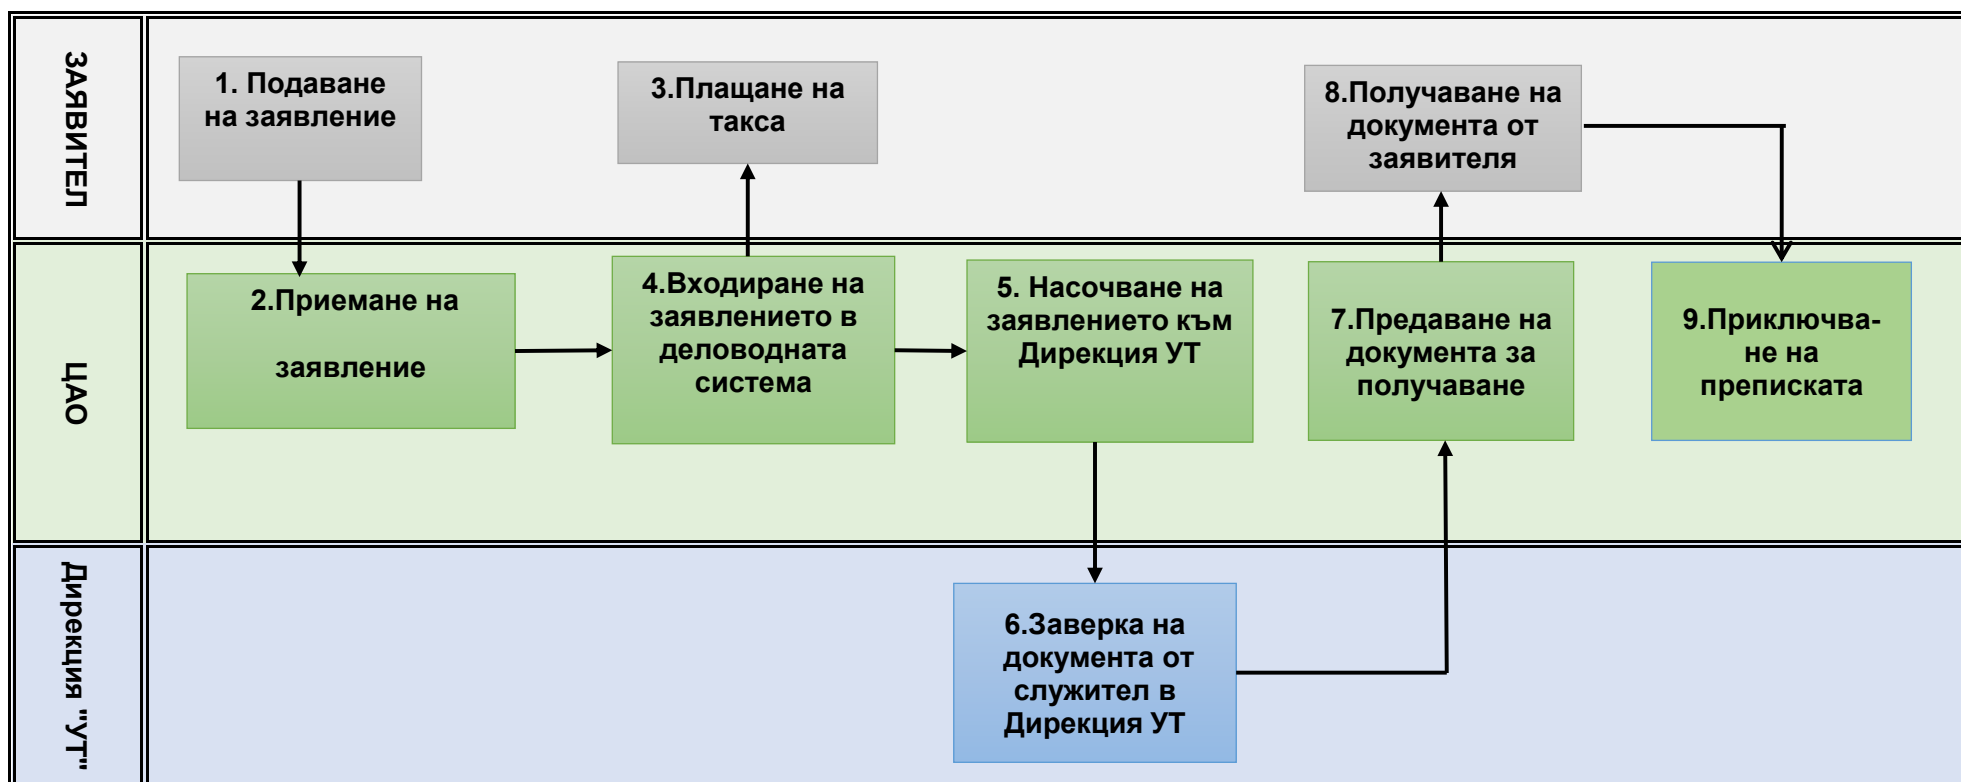 ЗАЯВИТЕЛ
1. Подаване
на заявление
3.Плащане на
такса
8.Получаване на
документа от
заявителя
ЦАО
2.Приемане на
заявление
4.Входиране на
заявлението в
деловодната
система
5. Насочване на
заявлението към
Дирекция УТ
7.Предаване на
документа за
получаване
9.Приключва-
не на
преписката
Дирекция "УТ"
6.Заверка на
документа от
служител в
Дирекция УТ